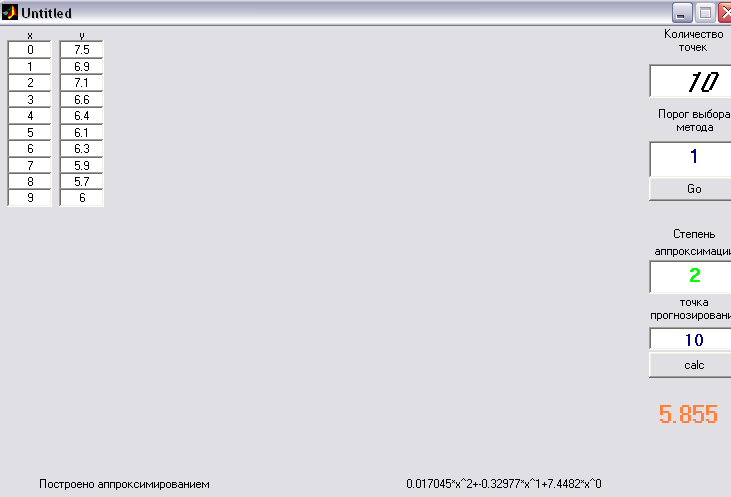 Untitled
x y
0 7.5
1 6.9
2 7.1
3 6.6
4 6.4
5 6.1
6 6.3
7 5.9
8 5.7
9 6
Количество
точек
10
Порог выбора
метода
1
Go
Степень
аппроксимаци
2
точка
прогнозировани
10
calc
5.855
Построено аппроксимированием 0.017045*x^2+-0.32977*x^1+7.4482*x^0